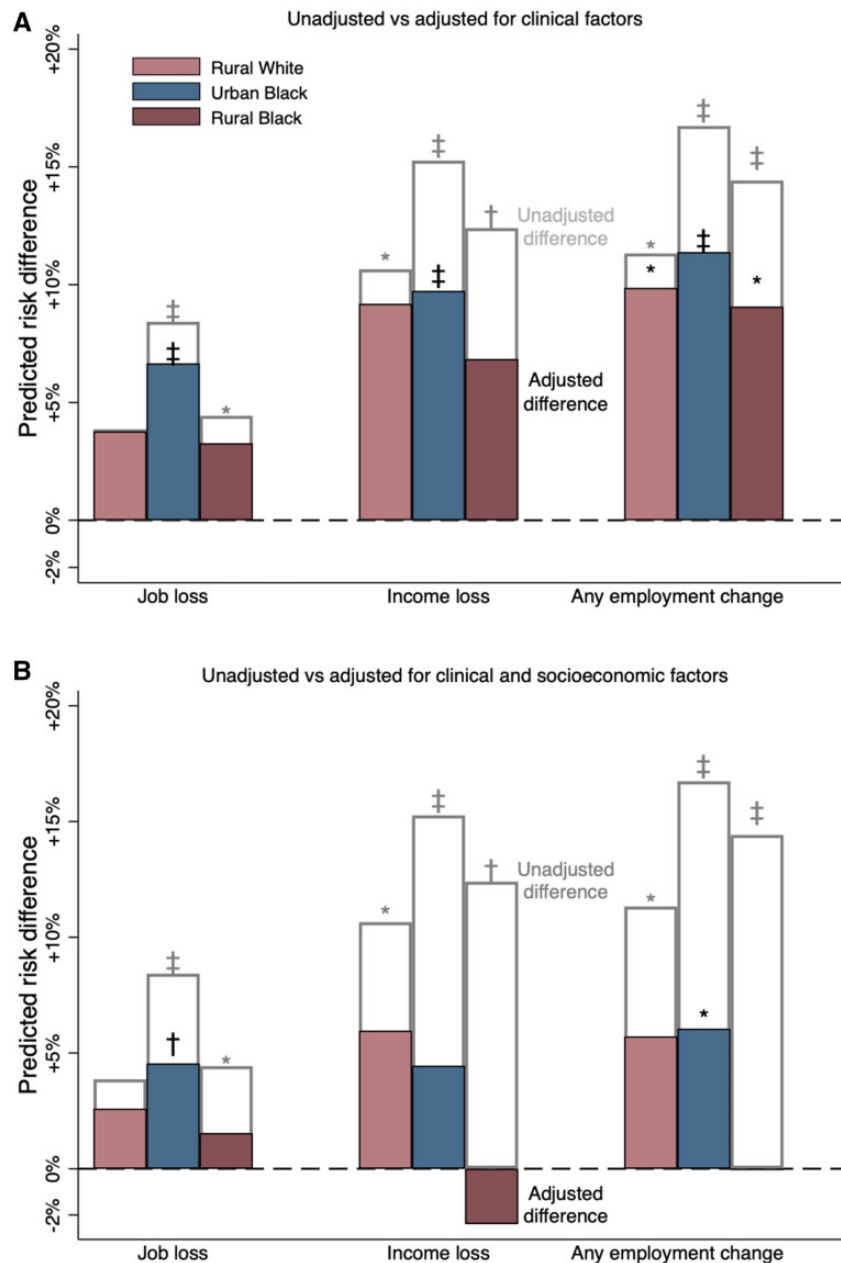 A
Unadjusted vs adjusted for clinical factors
+20%
Rural White
Urban Black
Rural Black
‡
‡
‡
+15%
†
Unadjusted
difference
*
*
‡
*
*
+10%
‡
‡
‡
Adjusted
difference
+5%
*
0%
-2%
Predicted risk difference
Job loss
Income loss
Any employment change
B
Unadjusted vs adjusted for clinical and socioeconomic factors
+20%
‡
‡
‡
+15%
†
Unadjusted
difference
*
*
+10%
‡
*
†
*
+5%
0%
Adjusted
difference
-2%
Predicted risk difference
Job loss
Income loss
Any employment change